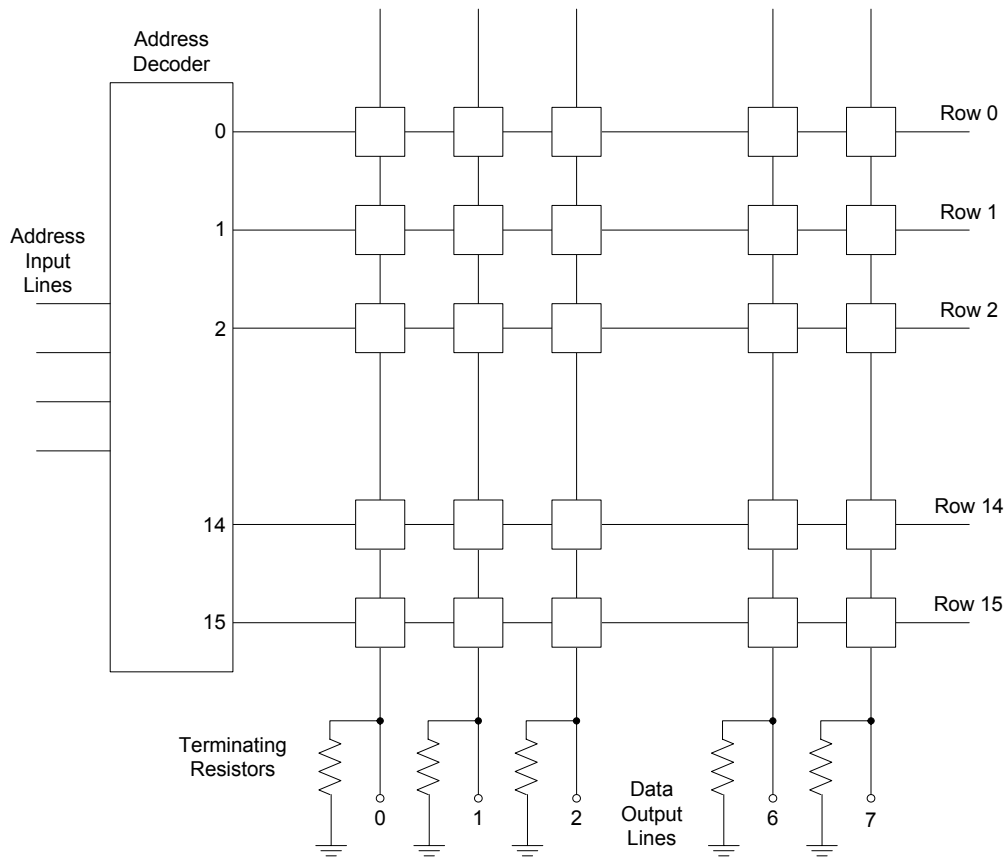 Address
Decoder
0
Row 0
1
Row 1
Address
Input
Lines
2
Row 2
14
Row 14
15
Row 15
Terminating
Resistors
0
1
2
Data
Output
Lines
6
7